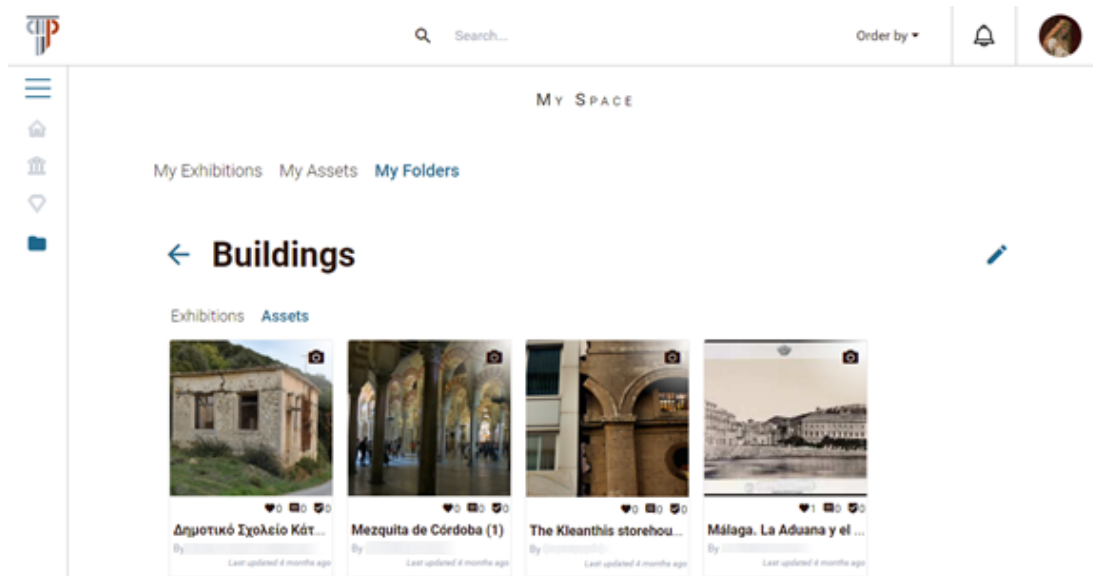 Search...
Order by
MY SPACE
My Exhibitions My Assets My Folders
Buildings
Exhibitions Assets
0 0 0
0 0 0
0 0 0
1 0 0
Δημοτικό Σχολείο Κάτ...
Mezquita de Córdoba (1)
The Kleanthis storehou...
Málaga. La Aduana y el ...
By
By
By
By
Last updated 4 months ago
Last updated 4 months ago
Last updated 4 months ago
Last updated 4 months ago